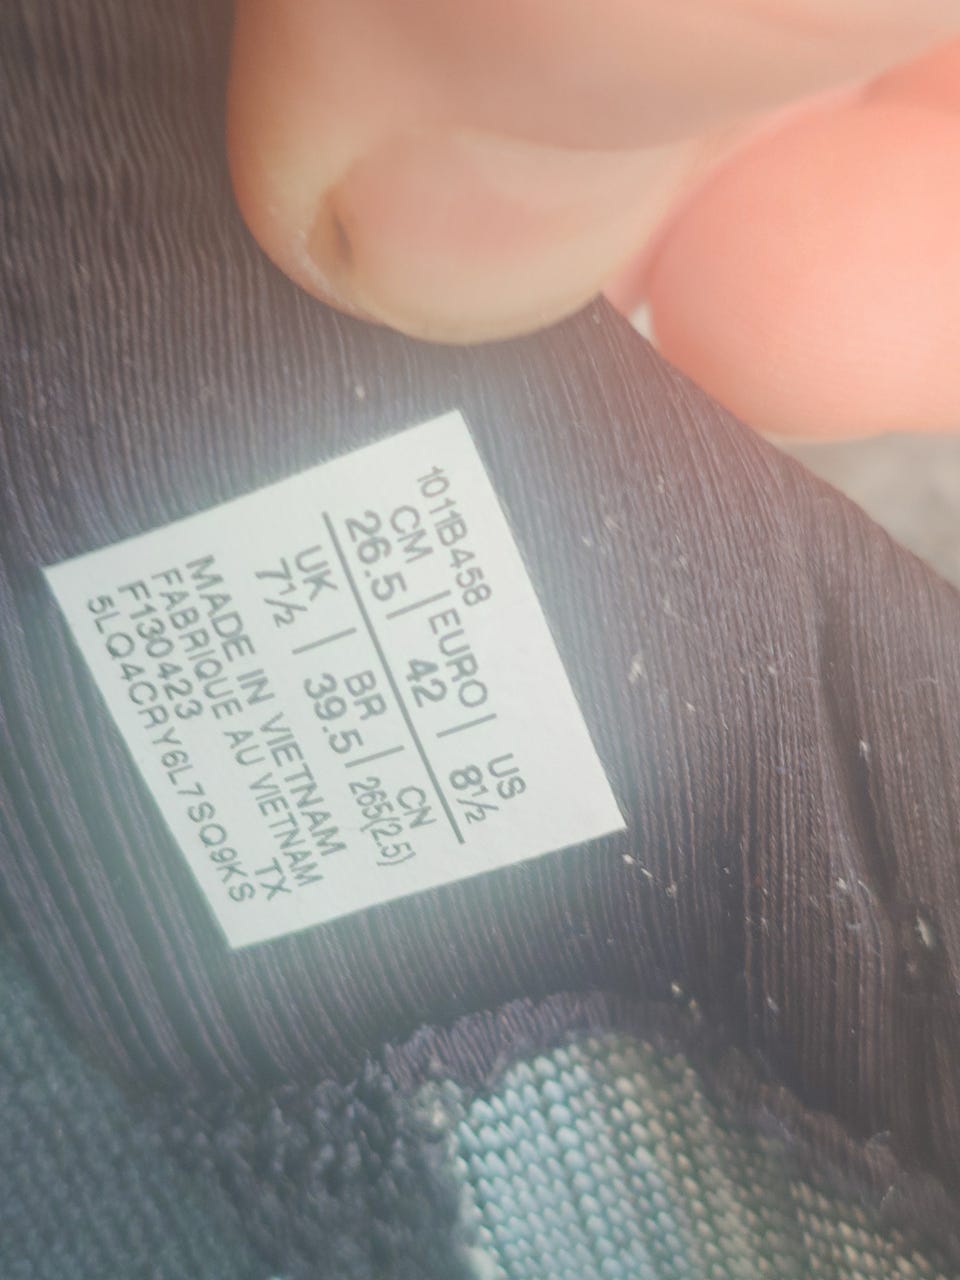 1011B458
CM | EURO | US
26.5 | 42 | 8½
UK | BR | CN
7½ | 39.5 | 265(2.5)
MADE IN VIETNAM
FABRIQUE AU VIETNAM
F130423 TX
5LQ4CRY6L7SQ9KS